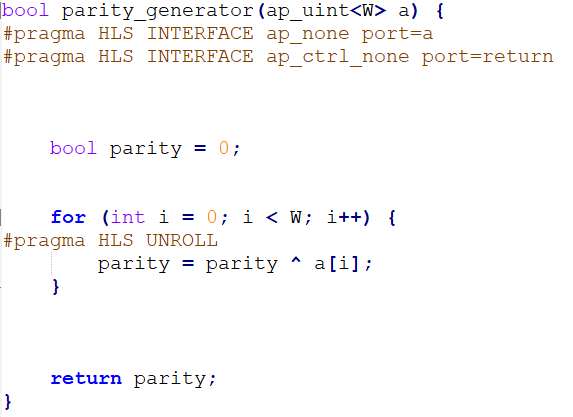 bool parity_generator(ap_uint<W> a) {
#pragma HLS INTERFACE ap_none port=a
#pragma HLS INTERFACE ap_ctrl_none port=return
bool parity = 0;
for (int i = 0; i < W; i++) {
#pragma HLS UNROLL
parity = parity ^ a[i];
}
return parity;
}